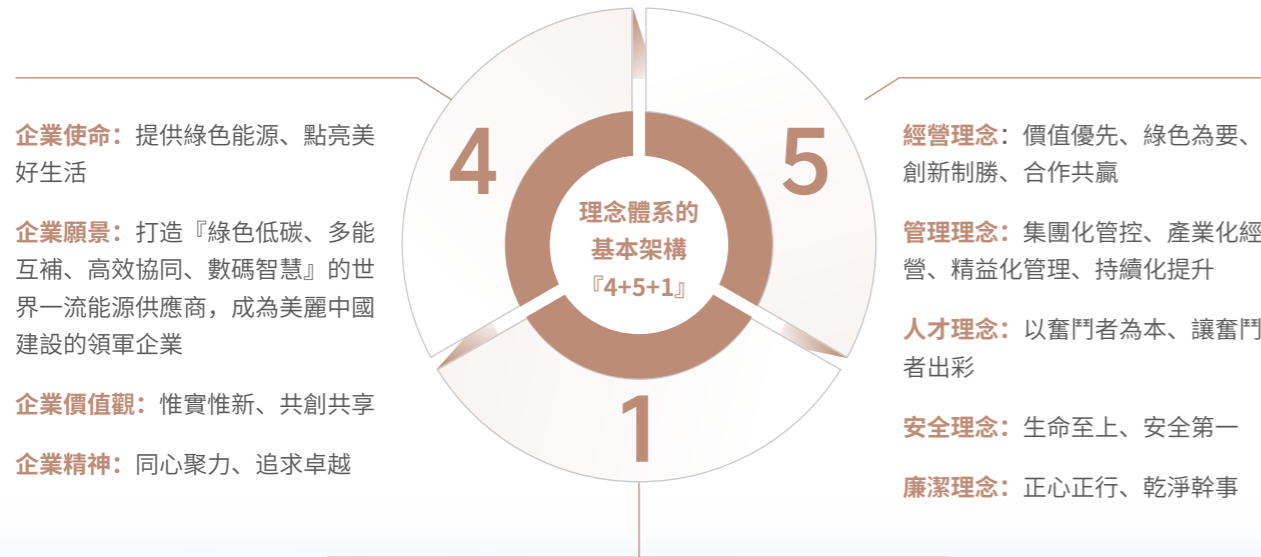 企業使命：提供綠色能源、點亮美
好生活
企業願景：打造『綠色低碳、多能
互補、高效協同、數碼智慧』的世
界一流能源供應商，成為美麗中國
建設的領軍企業
企業價值觀：惟實惟新、共創共享
企業精神：同心聚力、追求卓越
4
5
1
理念體系的
基本架構
『4+5+1』
經營理念：價值優先、綠色為要、
創新制勝、合作共贏
管理理念：集團化管控、產業化經
營、精益化管理、持續化提升
人才理念：以奮鬥者為本、讓奮鬥
者出彩
安全理念：生命至上、安全第一
廉潔理念：正心正行、乾淨幹事